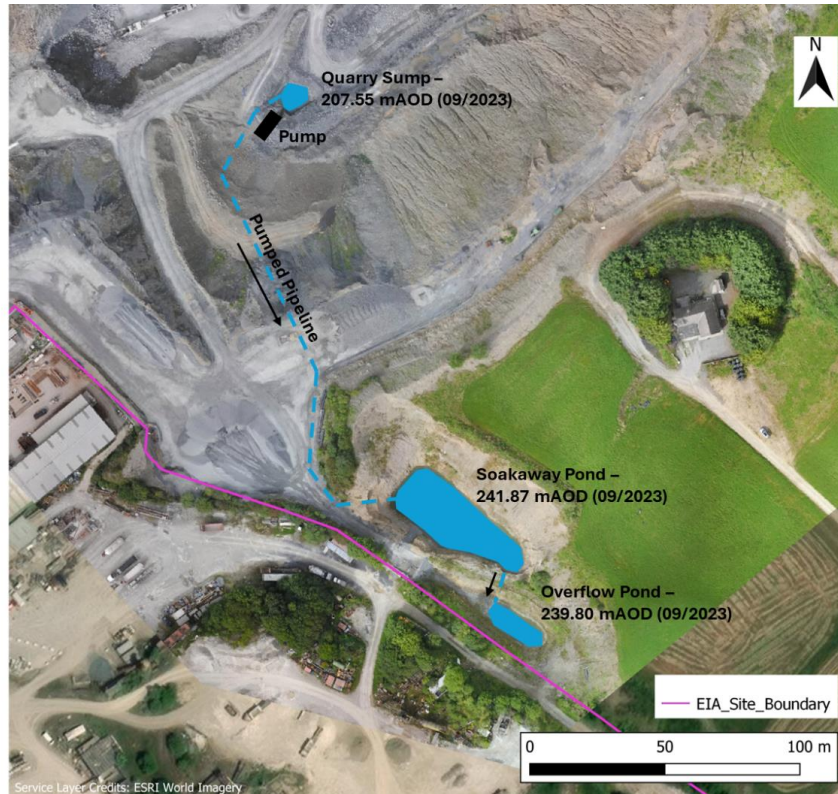 N
Quarry Sump –
207.55 mAOD (09/2023)
Pump
Pumped Pipeline
Soakaway Pond –
241.87 mAOD (09/2023)
Overflow Pond –
239.80 mAOD (09/2023)
EIA_Site_Boundary
0 50 100 m
Service Layer Credits: ESRI World Imagery